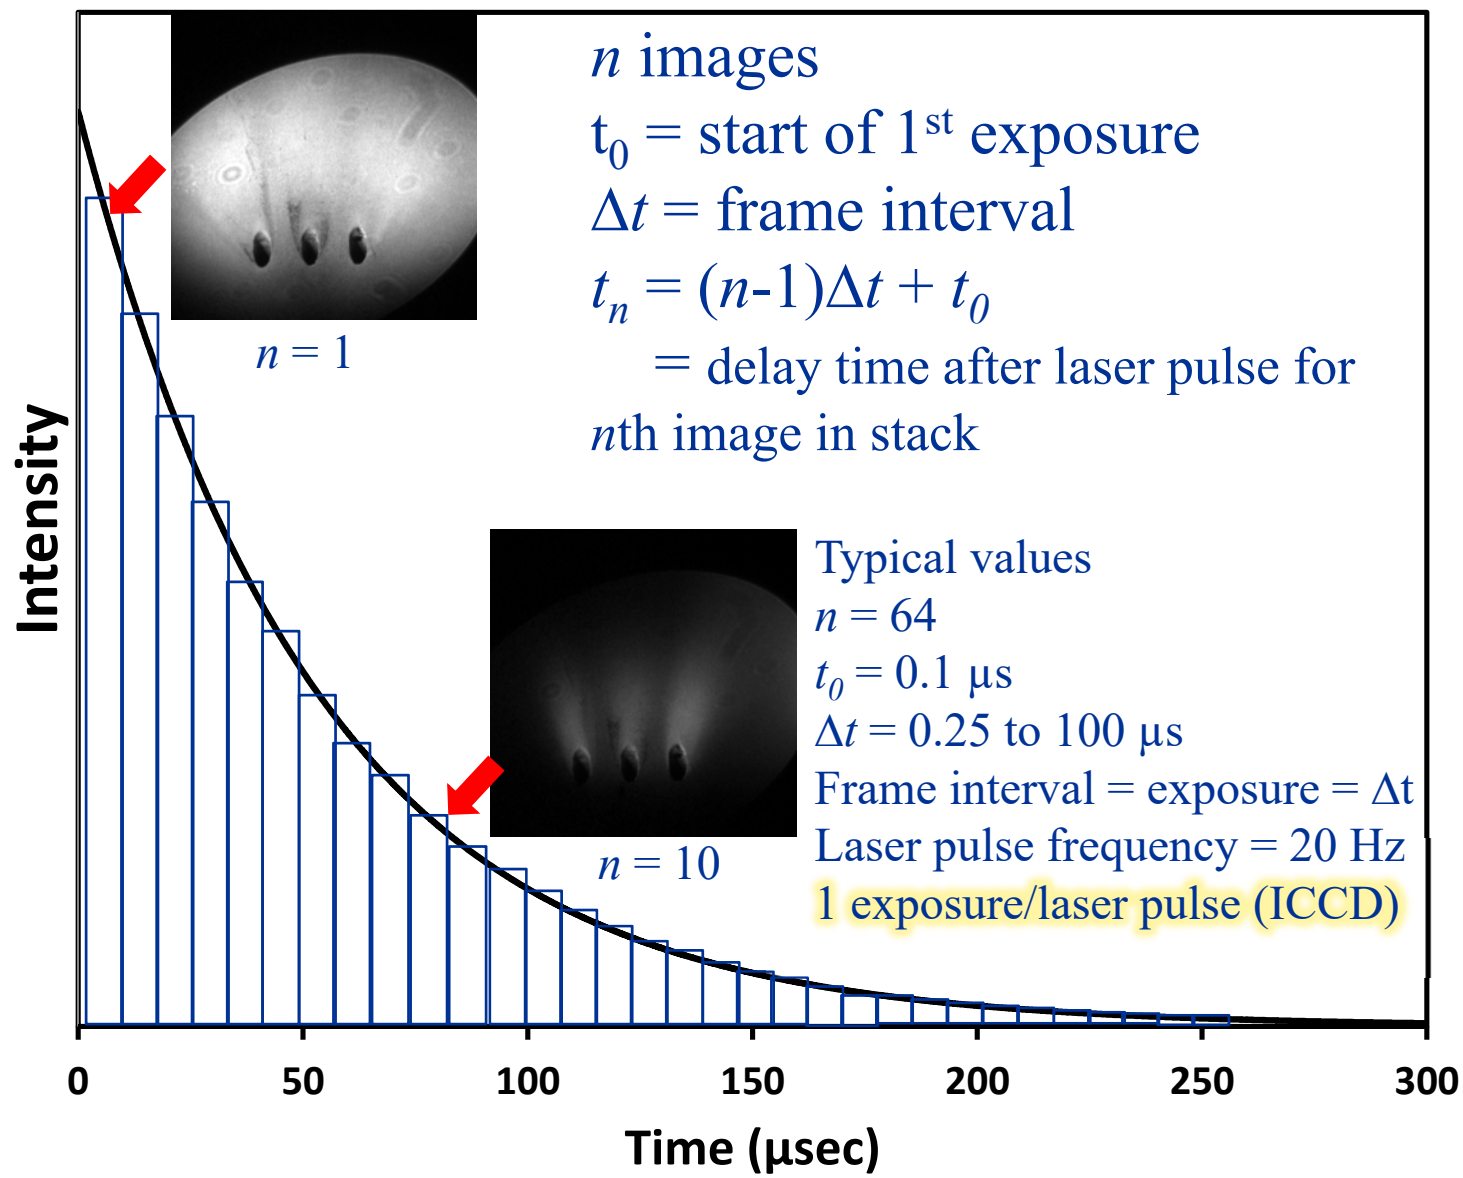 n images
t₀ = start of 1ˢᵗ exposure
Δt = frame interval
tₙ = (n-1)Δt + t₀
= delay time after laser pulse for
nth image in stack
n = 1
Intensity
Typical values
n = 64
t₀ = 0.1 µs
Δt = 0.25 to 100 µs
Frame interval = exposure = Δt
Laser pulse frequency = 20 Hz
1 exposure/laser pulse (ICCD)
n = 10
0 50 100 150 200 250 300
Time (µsec)